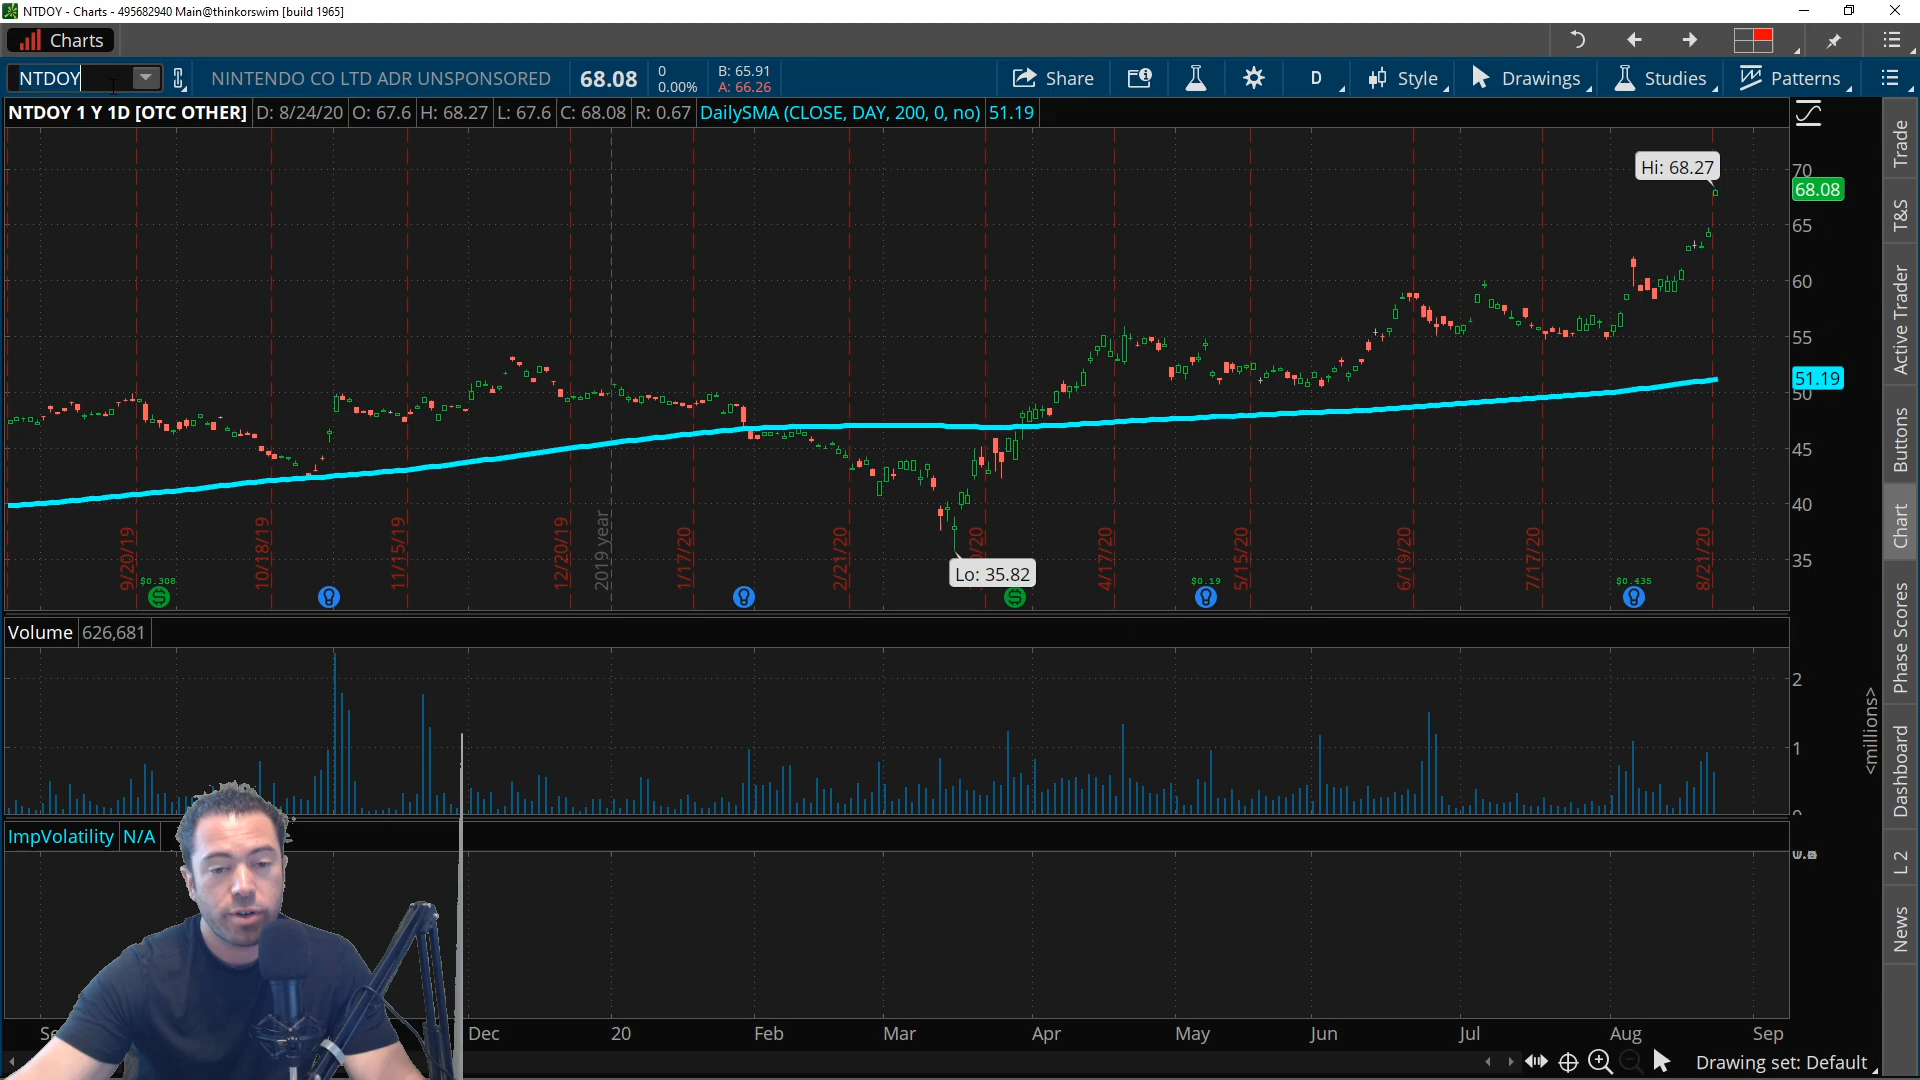 NTDOY - Charts - 495682940 Main@thinkorswim [build 1965]
Charts
NTDOY
NINTENDO CO LTD ADR UNSPONSORED
68.08
0
0.00%
B: 65.91
A: 66.26
Share
D
Style
Drawings
Studies
Patterns
NTDOY 1 Y 1D [OTC OTHER]
D: 8/24/20
O: 67.6
H: 68.27
L: 67.6
C: 68.08
R: 0.67
DailySMA (CLOSE, DAY, 200, 0, no)
51.19
Hi: 68.27
70
68.08
65
60
55
51.19
50
45
40
35
Lo: 35.82
9/20/19
10/18/19
11/15/19
12/20/19
2019 year
1/17/20
2/21/20
4/17/20
5/15/20
6/19/20
7/17/20
8/21/20
$0.308
$0.19
$0.435
Volume
626,681
2
1
<millions>
ImpVolatility
N/A
Dec
20
Feb
Mar
Apr
May
Jun
Jul
Aug
Sep
Drawing set: Default
Trade
T&S
Active Trader
Buttons
Chart
Phase Scores
Dashboard
L 2
News